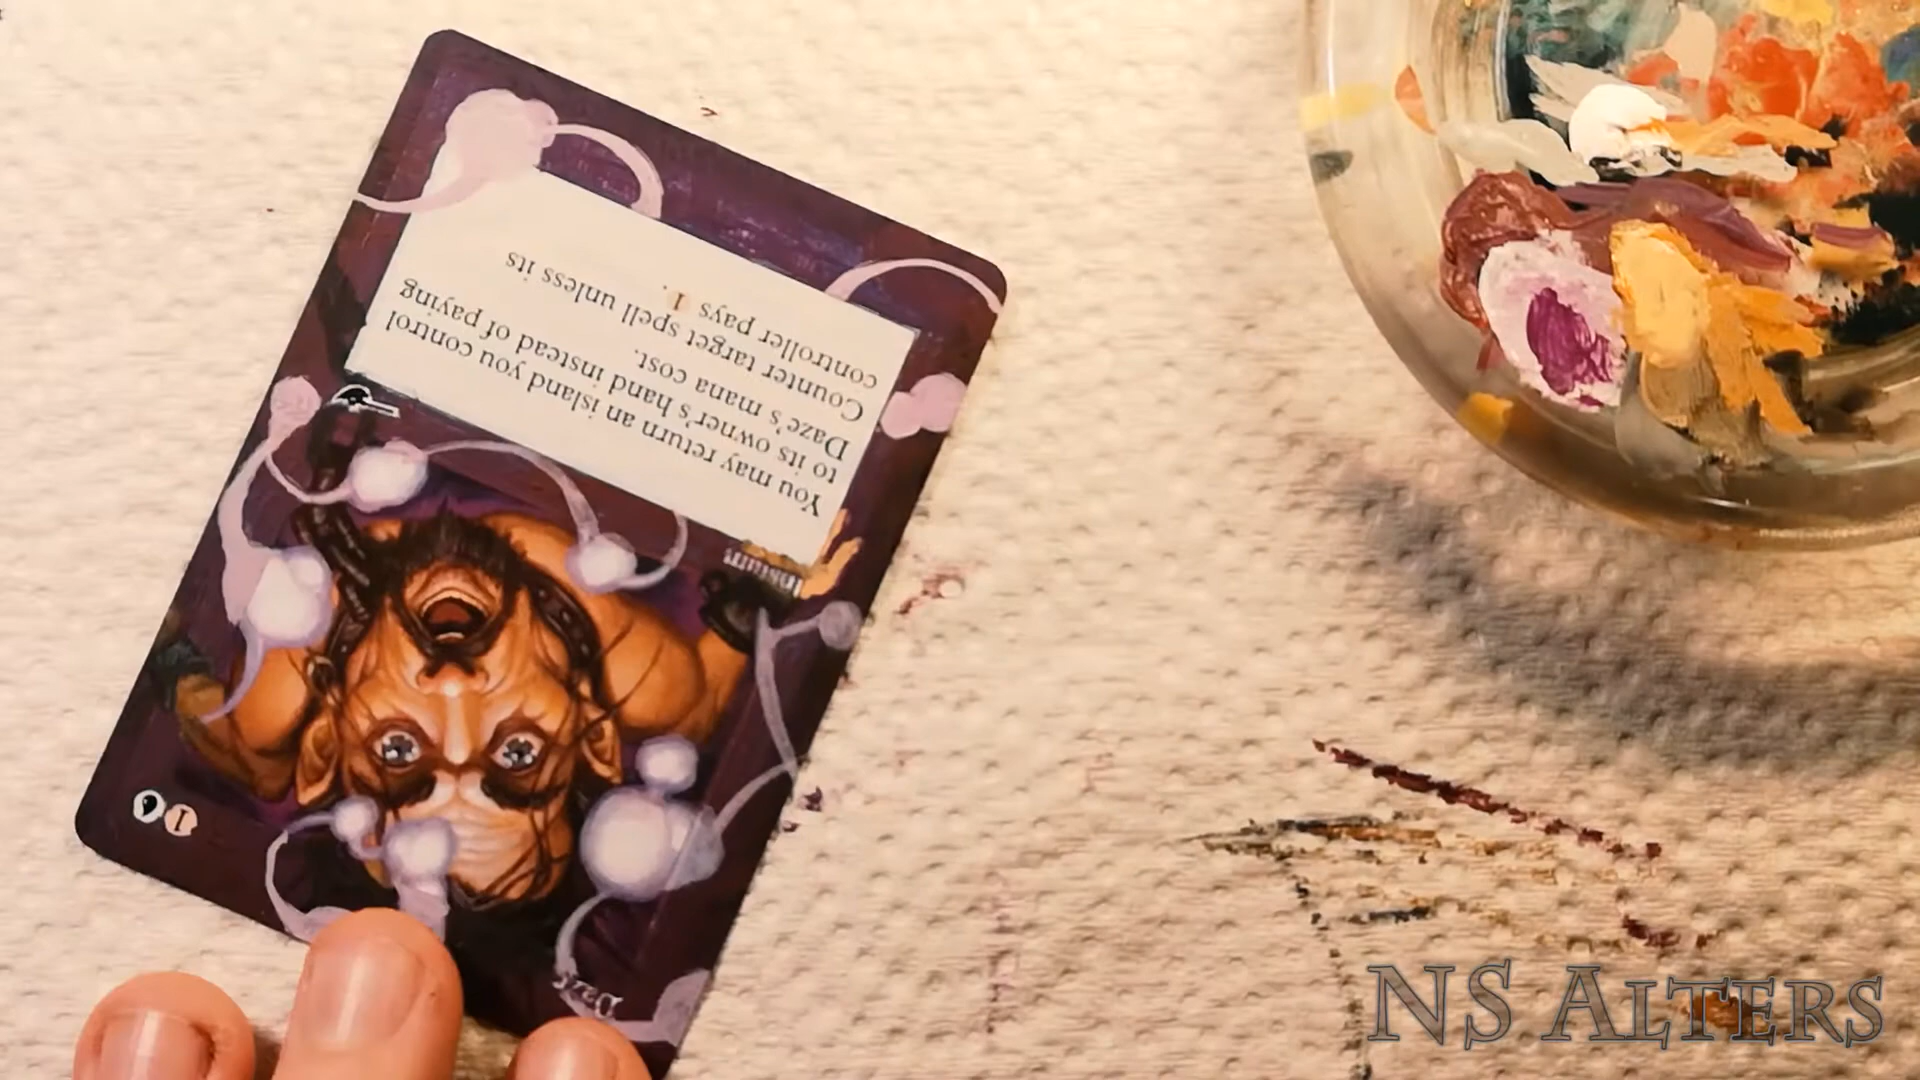 Daze
1
Instant
You may return an island you control
to its owner's hand instead of paying
Daze's mana cost.
Counter target spell unless its
controller pays 1.
NS ALTERS